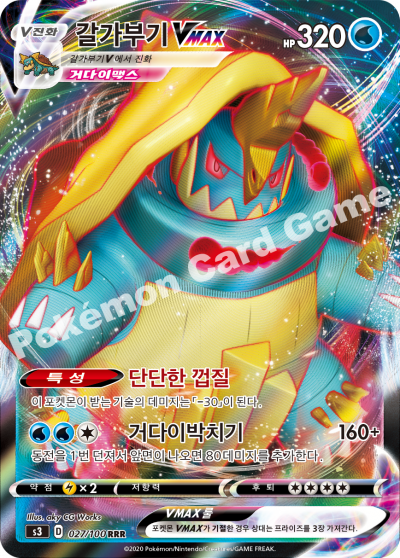 V진화
갈가부기 VMAX
HP 320
갈가부기V에서 진화
거다이맥스
Pokémon Card Game
특성 단단한 껍질
이 포켓몬이 받는 기술의 데미지는 「-30」이 된다.
거다이박치기 160+
동전을 1번 던져서 앞면이 나오면 80데미지를 추가한다.
약점 ×2 저항력 후퇴
VMAX룰
포켓몬 VMAX가 기절한 경우 상대는 프라이즈를 3장 가져간다.
Illus. aky CG Works
s3 D 027/100 RRR
©2020 Pokémon/Nintendo/Creatures/GAME FREAK.